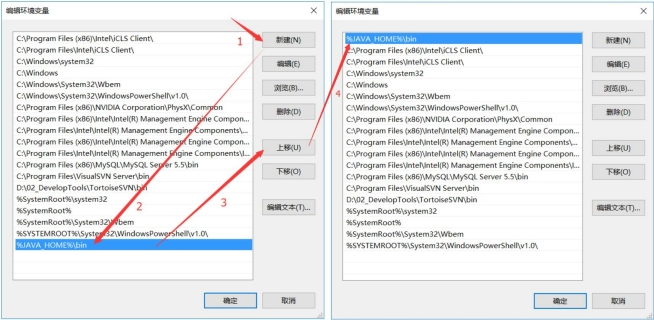 编辑环境变量
C:\Program Files (x86)\Intel\iCLS Client\
C:\Program Files\Intel\iCLS Client\
C:\Windows\system32
C:\Windows
C:\Windows\System32\Wbem
C:\Windows\System32\WindowsPowerShell\v1.0\
C:\Program Files (x86)\NVIDIA Corporation\PhysX\Common
C:\Program Files\Intel\Intel(R) Management Engine Compon...
C:\Program Files (x86)\Intel\Intel(R) Management Engine Com...
C:\Program Files\Intel\Intel(R) Management Engine Components\...
C:\Program Files (x86)\Intel\Intel(R) Management Engine Com...
C:\Program Files (x86)\MySQL\MySQL Server 5.5\bin
C:\Program Files\VisualSVN Server\bin
D:\02_DevelopTools\TortoiseSVN\bin
%SystemRoot%\system32
%SystemRoot%
%SystemRoot%\System32\Wbem
%SYSTEMROOT%\System32\WindowsPowerShell\v1.0\
%JAVA_HOME%\bin
新建(N)
编辑(E)
浏览(B)...
删除(D)
上移(U)
下移(O)
编辑文本(T)...
确定
取消
1
2
3
编辑环境变量
%JAVA_HOME%\bin
C:\Program Files (x86)\Intel\iCLS Client\
C:\Program Files\Intel\iCLS Client\
C:\Windows\system32
C:\Windows
C:\Windows\System32\Wbem
C:\Windows\System32\WindowsPowerShell\v1.0\
C:\Program Files (x86)\NVIDIA Corporation\PhysX\Common
C:\Program Files\Intel\Intel(R) Management Engine Compon...
C:\Program Files (x86)\Intel\Intel(R) Management Engine Com...
C:\Program Files\Intel\Intel(R) Management Engine Components\...
C:\Program Files (x86)\Intel\Intel(R) Management Engine Com...
C:\Program Files (x86)\MySQL\MySQL Server 5.5\bin
C:\Program Files\VisualSVN Server\bin
D:\02_DevelopTools\TortoiseSVN\bin
%SystemRoot%\system32
%SystemRoot%
%SystemRoot%\System32\Wbem
%SYSTEMROOT%\System32\WindowsPowerShell\v1.0\
新建(N)
编辑(E)
浏览(B)...
删除(D)
上移(U)
下移(O)
编辑文本(T)...
确定
取消
4